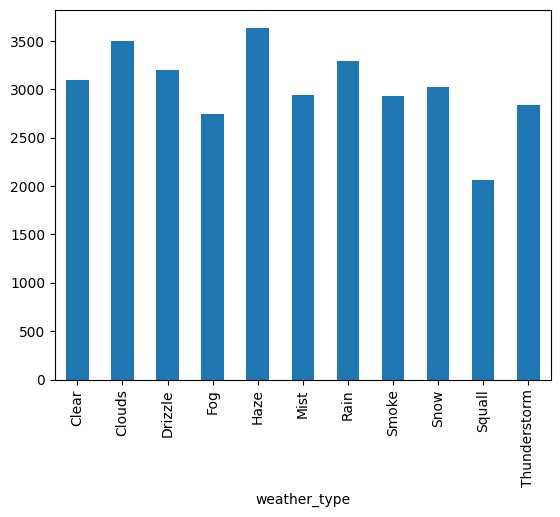 3500
3000
2500
2000
1500
1000
500
0
Clear
Clouds
Drizzle
Fog
Haze
Mist
Rain
Smoke
Snow
Squall
Thunderstorm
weather_type